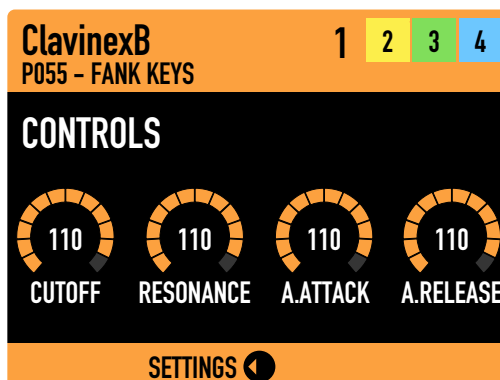 ClavinexB 1 2 3 4
P055 - FANK KEYS
CONTROLS
110 110 110 110
CUTOFF RESONANCE A.ATTACK A.RELEASE
SETTINGS